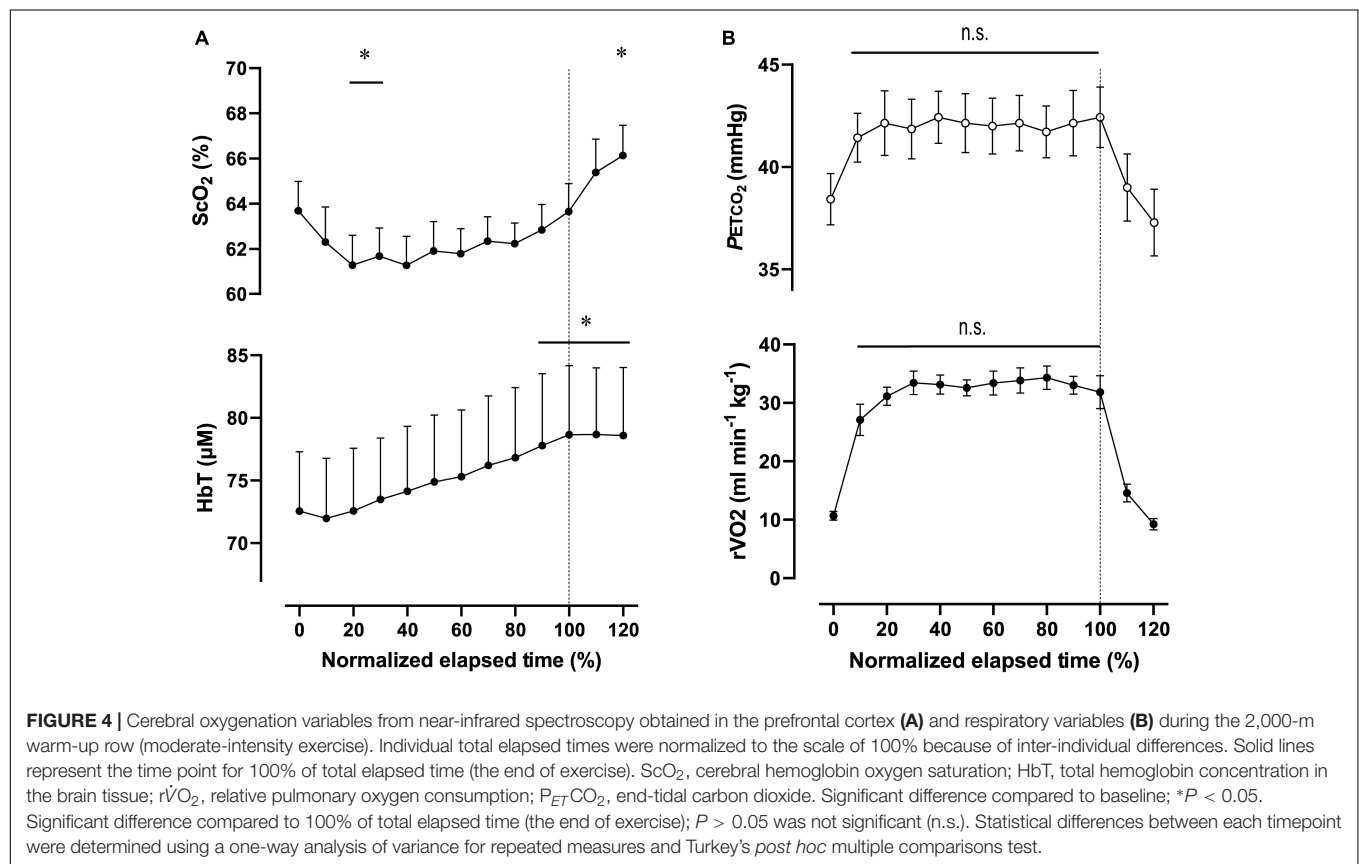 A
*
*
70
68
66
64
62
60
ScO2 (%)
*
85
80
75
70
HbT (µM)
0 20 40 60 80 100 120
Normalized elapsed time (%)
B
n.s.
45
40
35
PETCO2 (mmHg)
n.s.
40
30
20
10
0
rVO2 (ml min-1 kg-1)
0 20 40 60 80 100 120
Normalized elapsed time (%)
FIGURE 4 | Cerebral oxygenation variables from near-infrared spectroscopy obtained in the prefrontal cortex (A) and respiratory variables (B) during the 2,000-m
warm-up row (moderate-intensity exercise). Individual total elapsed times were normalized to the scale of 100% because of inter-individual differences. Solid lines
represent the time point for 100% of total elapsed time (the end of exercise). ScO2, cerebral hemoglobin oxygen saturation; HbT, total hemoglobin concentration in
the brain tissue; rV̇O2, relative pulmonary oxygen consumption; PETCO2, end-tidal carbon dioxide. Significant difference compared to baseline; *P < 0.05.
Significant difference compared to 100% of total elapsed time (the end of exercise); P > 0.05 was not significant (n.s.). Statistical differences between each timepoint
were determined using a one-way analysis of variance for repeated measures and Turkey's post hoc multiple comparisons test.